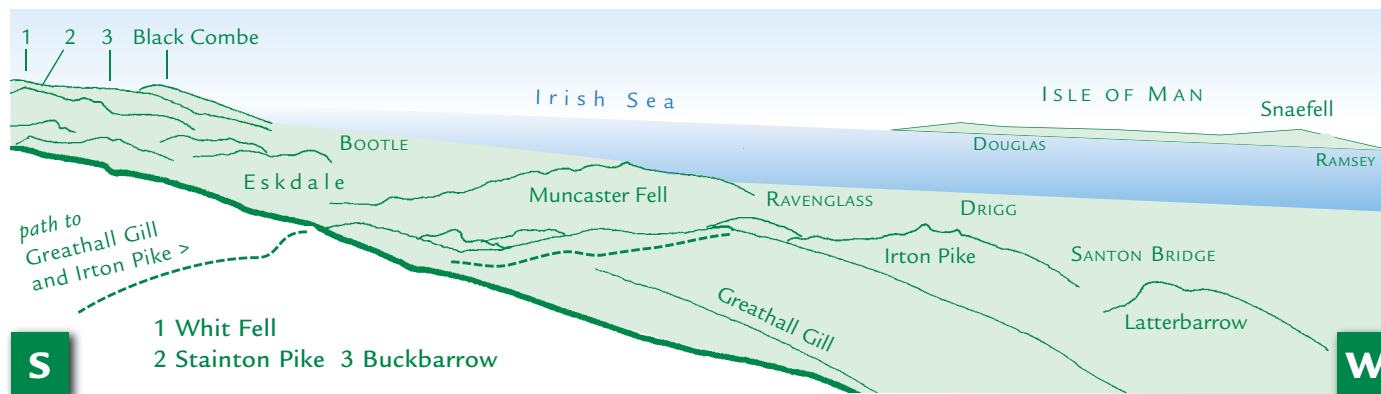 1 2 3 Black Combe
Irish Sea
ISLE OF MAN
Snaefell
DOUGLAS
RAMSEY
BOOTLE
Eskdale
Muncaster Fell
RAVENGLASS
DRIGG
Irton Pike
SANTON BRIDGE
Latterbarrow
path to
Greathall Gill
and Irton Pike >
Greathall Gill
1 Whit Fell
2 Stainton Pike 3 Buckbarrow
S
W